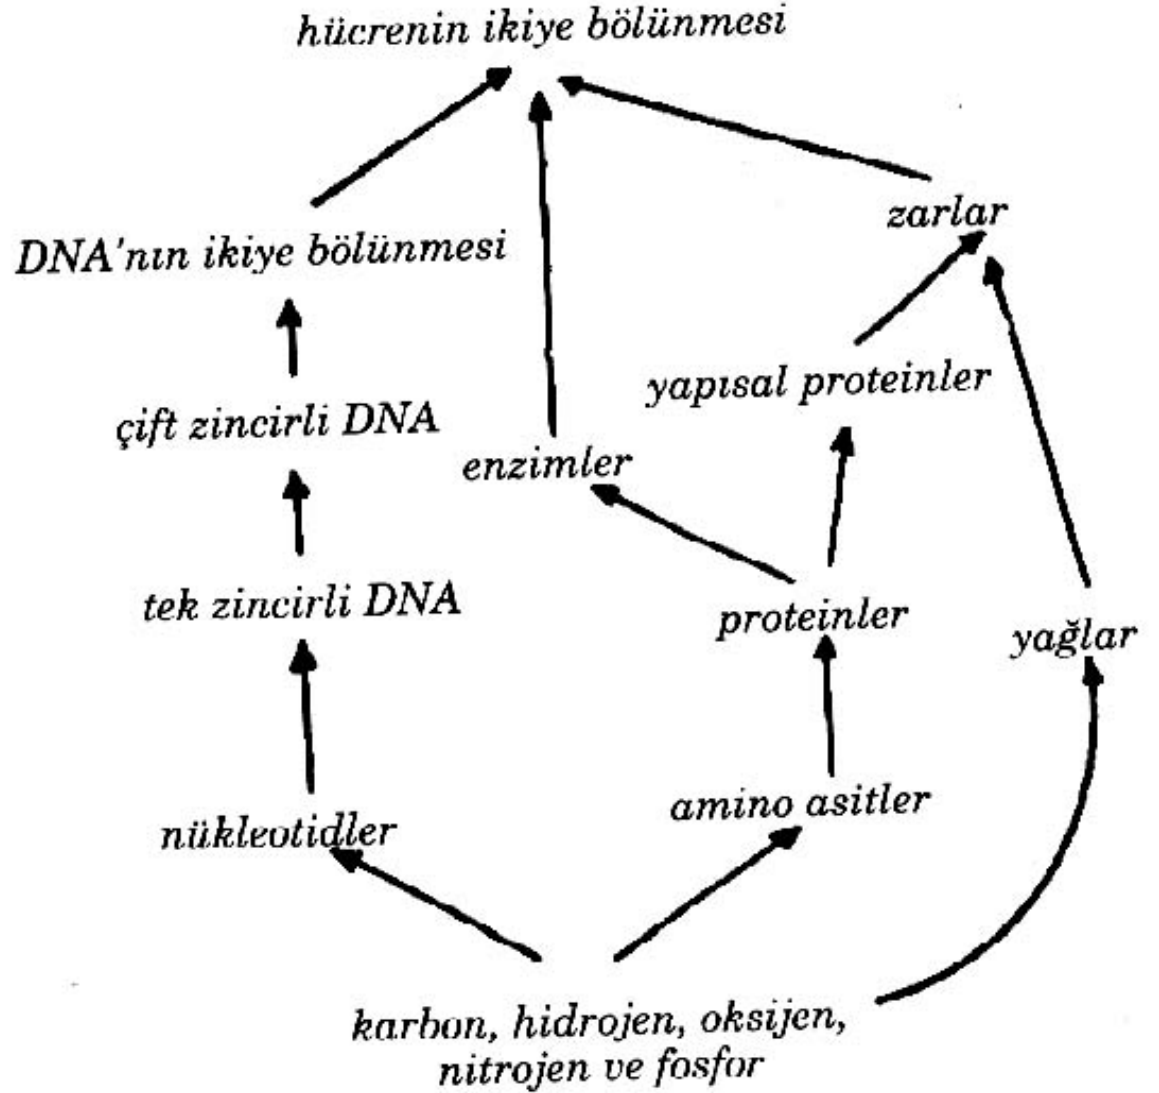 hücrenin ikiye bölünmesi
zarlar
DNA'nın ikiye bölünmesi
yapısal proteinler
çift zincirli DNA
enzimler
tek zincirli DNA
proteinler
yağlar
amino asitler
nükleotidler
karbon, hidrojen, oksijen,
nitrojen ve fosfor